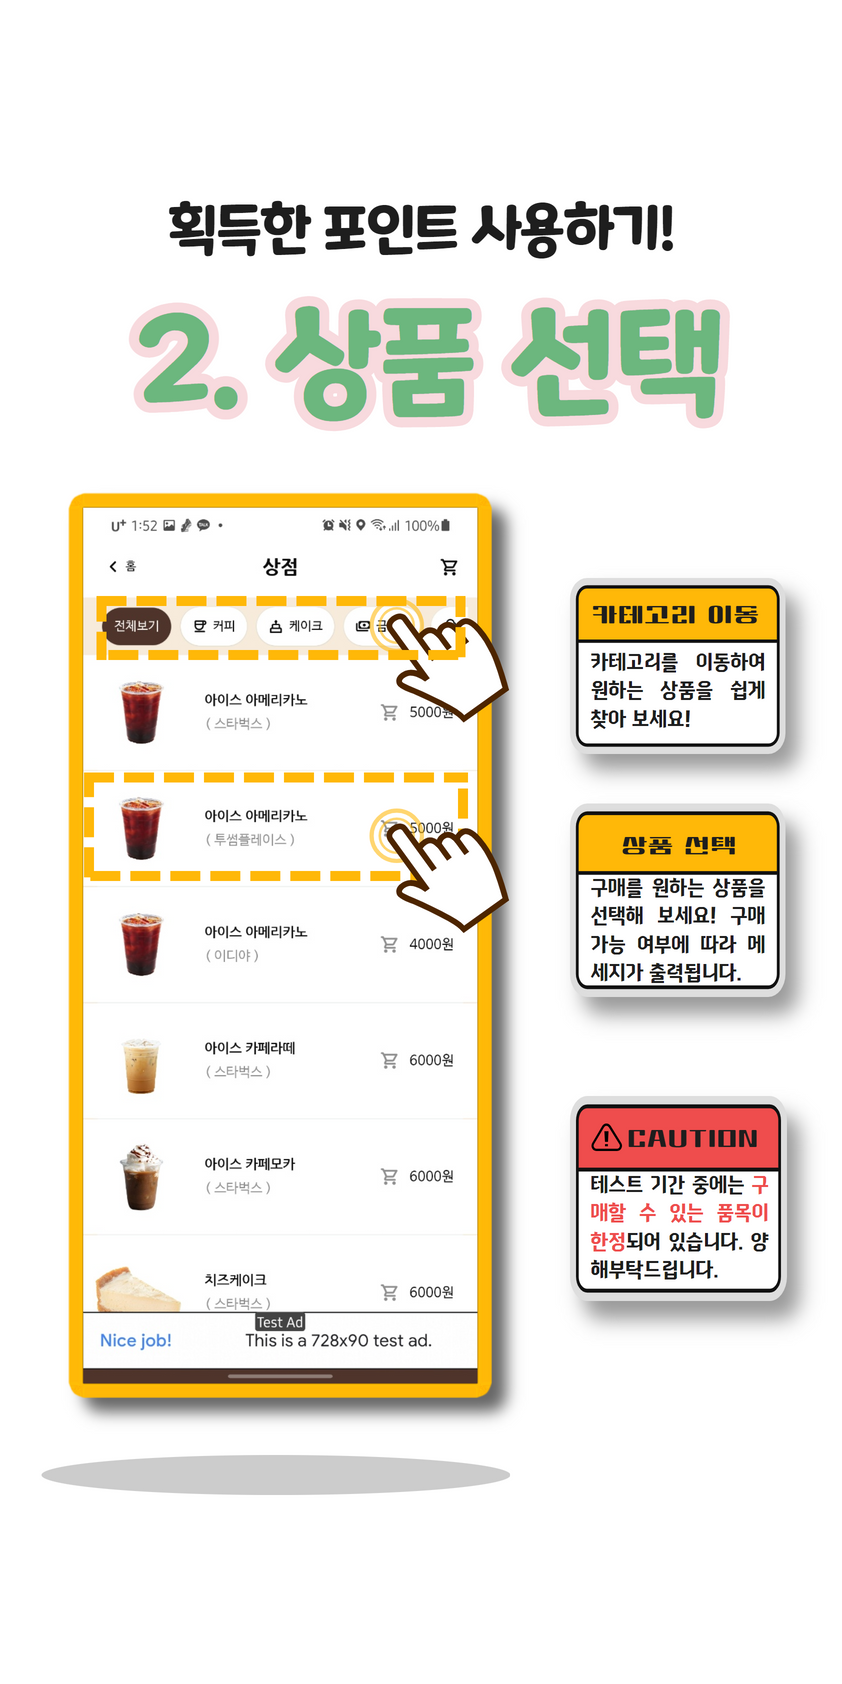 획득한 포인트 사용하기!
2. 상품 선택
U+ 1:52 TALK 100%
홈
상점
전체보기 커피 케이크
아이스 아메리카노
( 스타벅스 )
5000원
아이스 아메리카노
( 투썸플레이스 )
5000원
아이스 아메리카노
( 이디야 )
4000원
아이스 카페라떼
( 스타벅스 )
6000원
아이스 카페모카
( 스타벅스 )
6000원
치즈케이크
( 스타벅스 )
6000원
Test Ad
Nice job! This is a 728x90 test ad.
카테고리 이동
카테고리를 이동하여
원하는 상품을 쉽게
찾아 보세요!
상품 선택
구매를 원하는 상품을
선택해 보세요! 구매
가능 여부에 따라 메
세지가 출력됩니다.
CAUTION
테스트 기간 중에는 구
매할 수 있는 품목이
한정되어 있습니다. 양
해부탁드립니다.